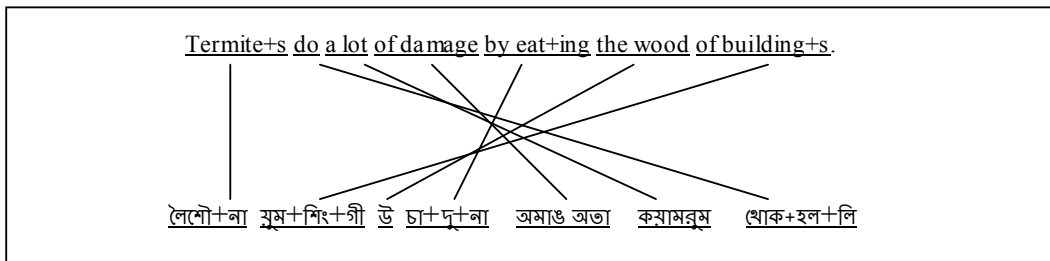 Termite+s do a lot of damage by eat+ing the wood of building+s.
লৈশৌ+না য়ুম+শিং+গী উ চা+দু+না অমাঙ অতা কয়ামরুম থোক+হল+লি